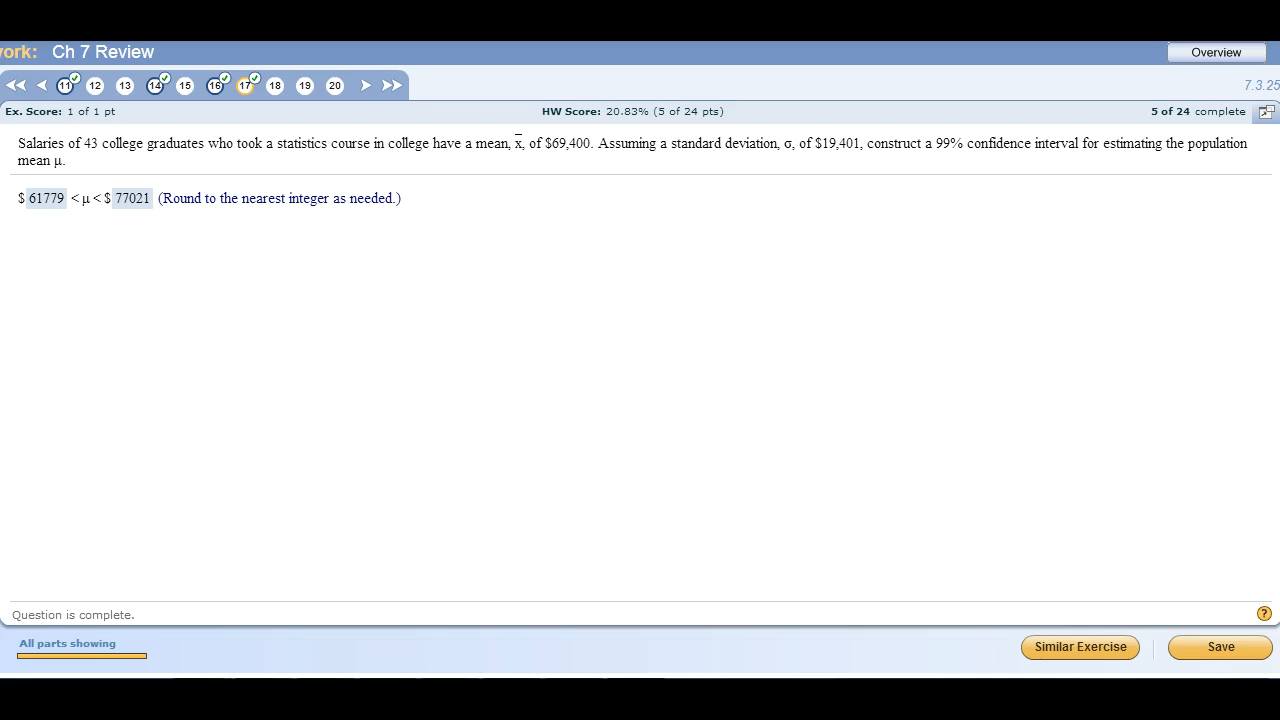 work: Ch 7 Review
Overview
11 12 13 14 15 16 17 18 19 20
7.3.25
Ex. Score: 1 of 1 pt
HW Score: 20.83% (5 of 24 pts)
5 of 24 complete
Salaries of 43 college graduates who took a statistics course in college have a mean, x̅, of $69,400. Assuming a standard deviation, σ, of $19,401, construct a 99% confidence interval for estimating the population
mean μ.
$ 61779 < μ < $ 77021 (Round to the nearest integer as needed.)
Question is complete.
?
All parts showing
Similar Exercise
Save